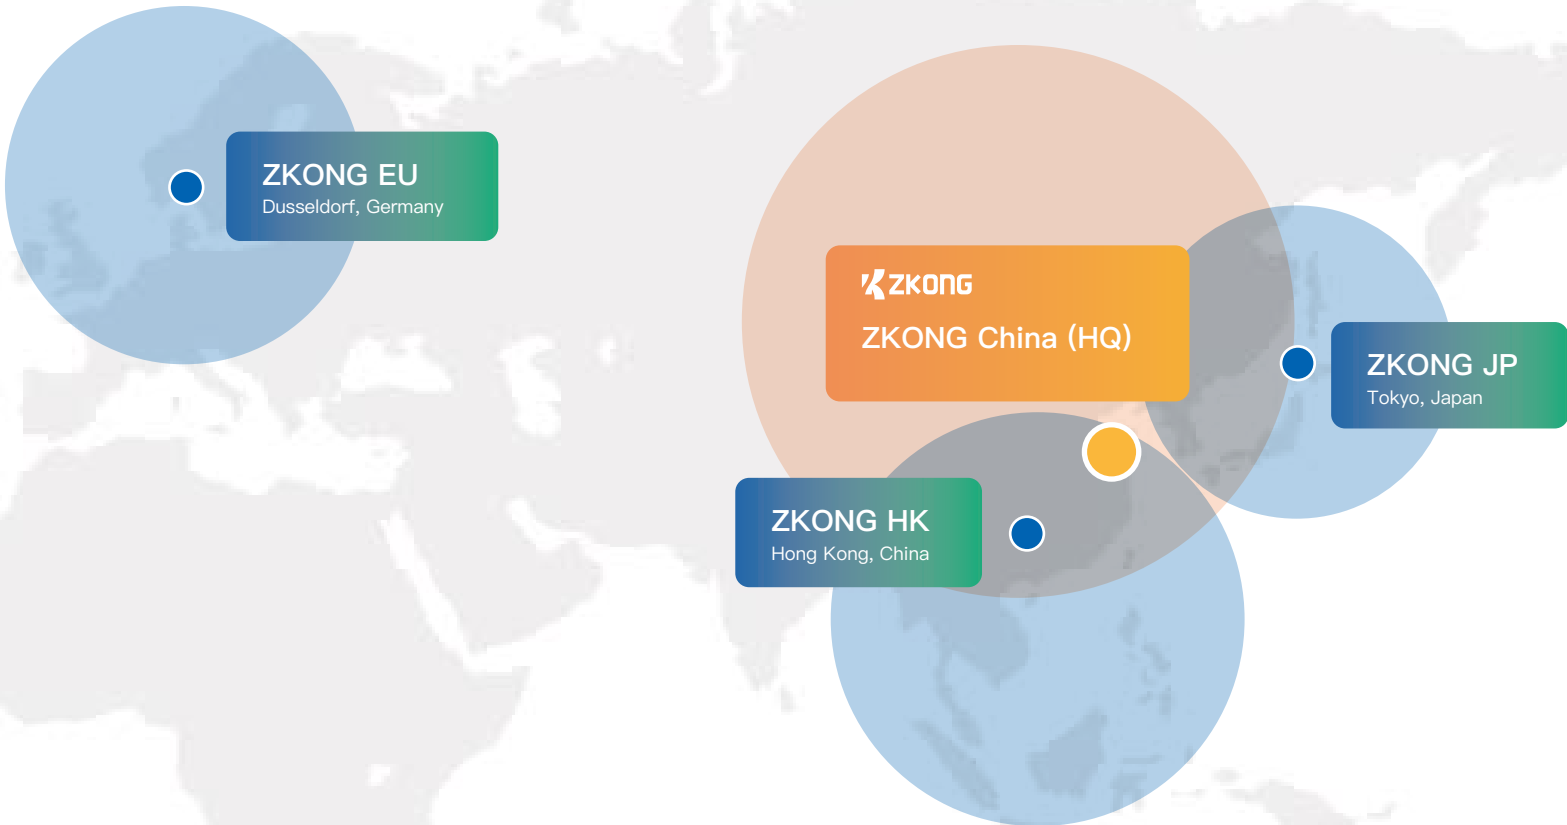 ZKONG EU
Dusseldorf, Germany
ZKONG
ZKONG China (HQ)
ZKONG JP
Tokyo, Japan
ZKONG HK
Hong Kong, China